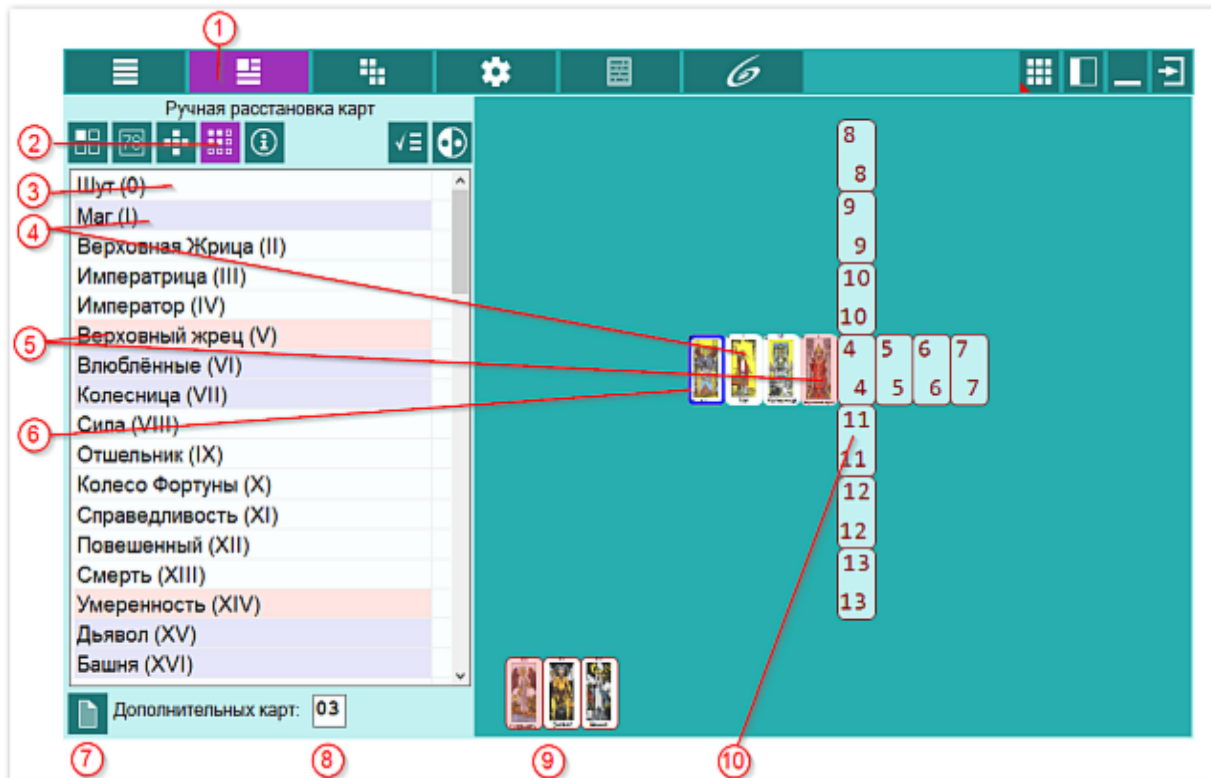 1
Ручная расстановка карт
2
78
3
Шут (0)
4
Маг (I)
Верховная Жрица (II)
Императрица (III)
Император (IV)
5
Верховный жрец (V)
Влюблённые (VI)
Колесница (VII)
6
Сила (VIII)
Отшельник (IX)
Колесо Фортуны (X)
Справедливость (XI)
Повешенный (XII)
Смерть (XIII)
Умеренность (XIV)
Дьявол (XV)
Башня (XVI)
Дополнительных карт: 03
8
8
9
9
10
10
4 5 6 7
4 5 6 7
11
11
12
12
13
13
7 8 9 10